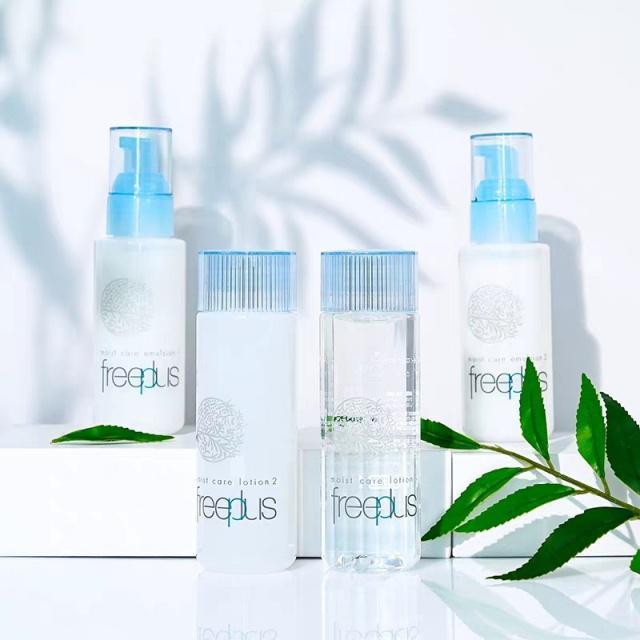 moist care emulsion 1
freeplus
moist care lotion 2
freeplus
moist care lotion
freeplus
moist care emulsion 2
freeplus